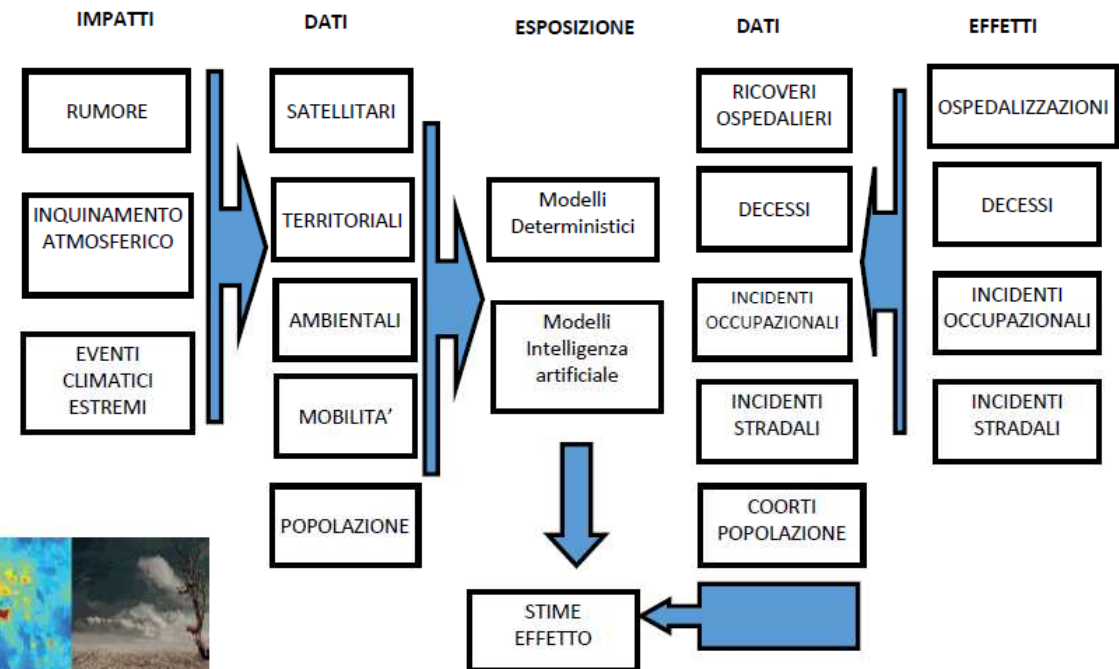 IMPATTI
DATI
ESPOSIZIONE
DATI
EFFETTI
RUMORE
INQUINAMENTO
ATMOSFERICO
EVENTI
CLIMATICI
ESTREMI
SATELLITARI
TERRITORIALI
AMBIENTALI
MOBILITA’
POPOLAZIONE
Modelli
Deterministici
Modelli
Intelligenza
artificiale
STIME
EFFETTO
RICOVERI
OSPEDALIERI
DECESSI
INCIDENTI
OCCUPAZIONALI
INCIDENTI
STRADALI
COORTI
POPOLAZIONE
OSPEDALIZZAZIONI
DECESSI
INCIDENTI
OCCUPAZIONALI
INCIDENTI
STRADALI